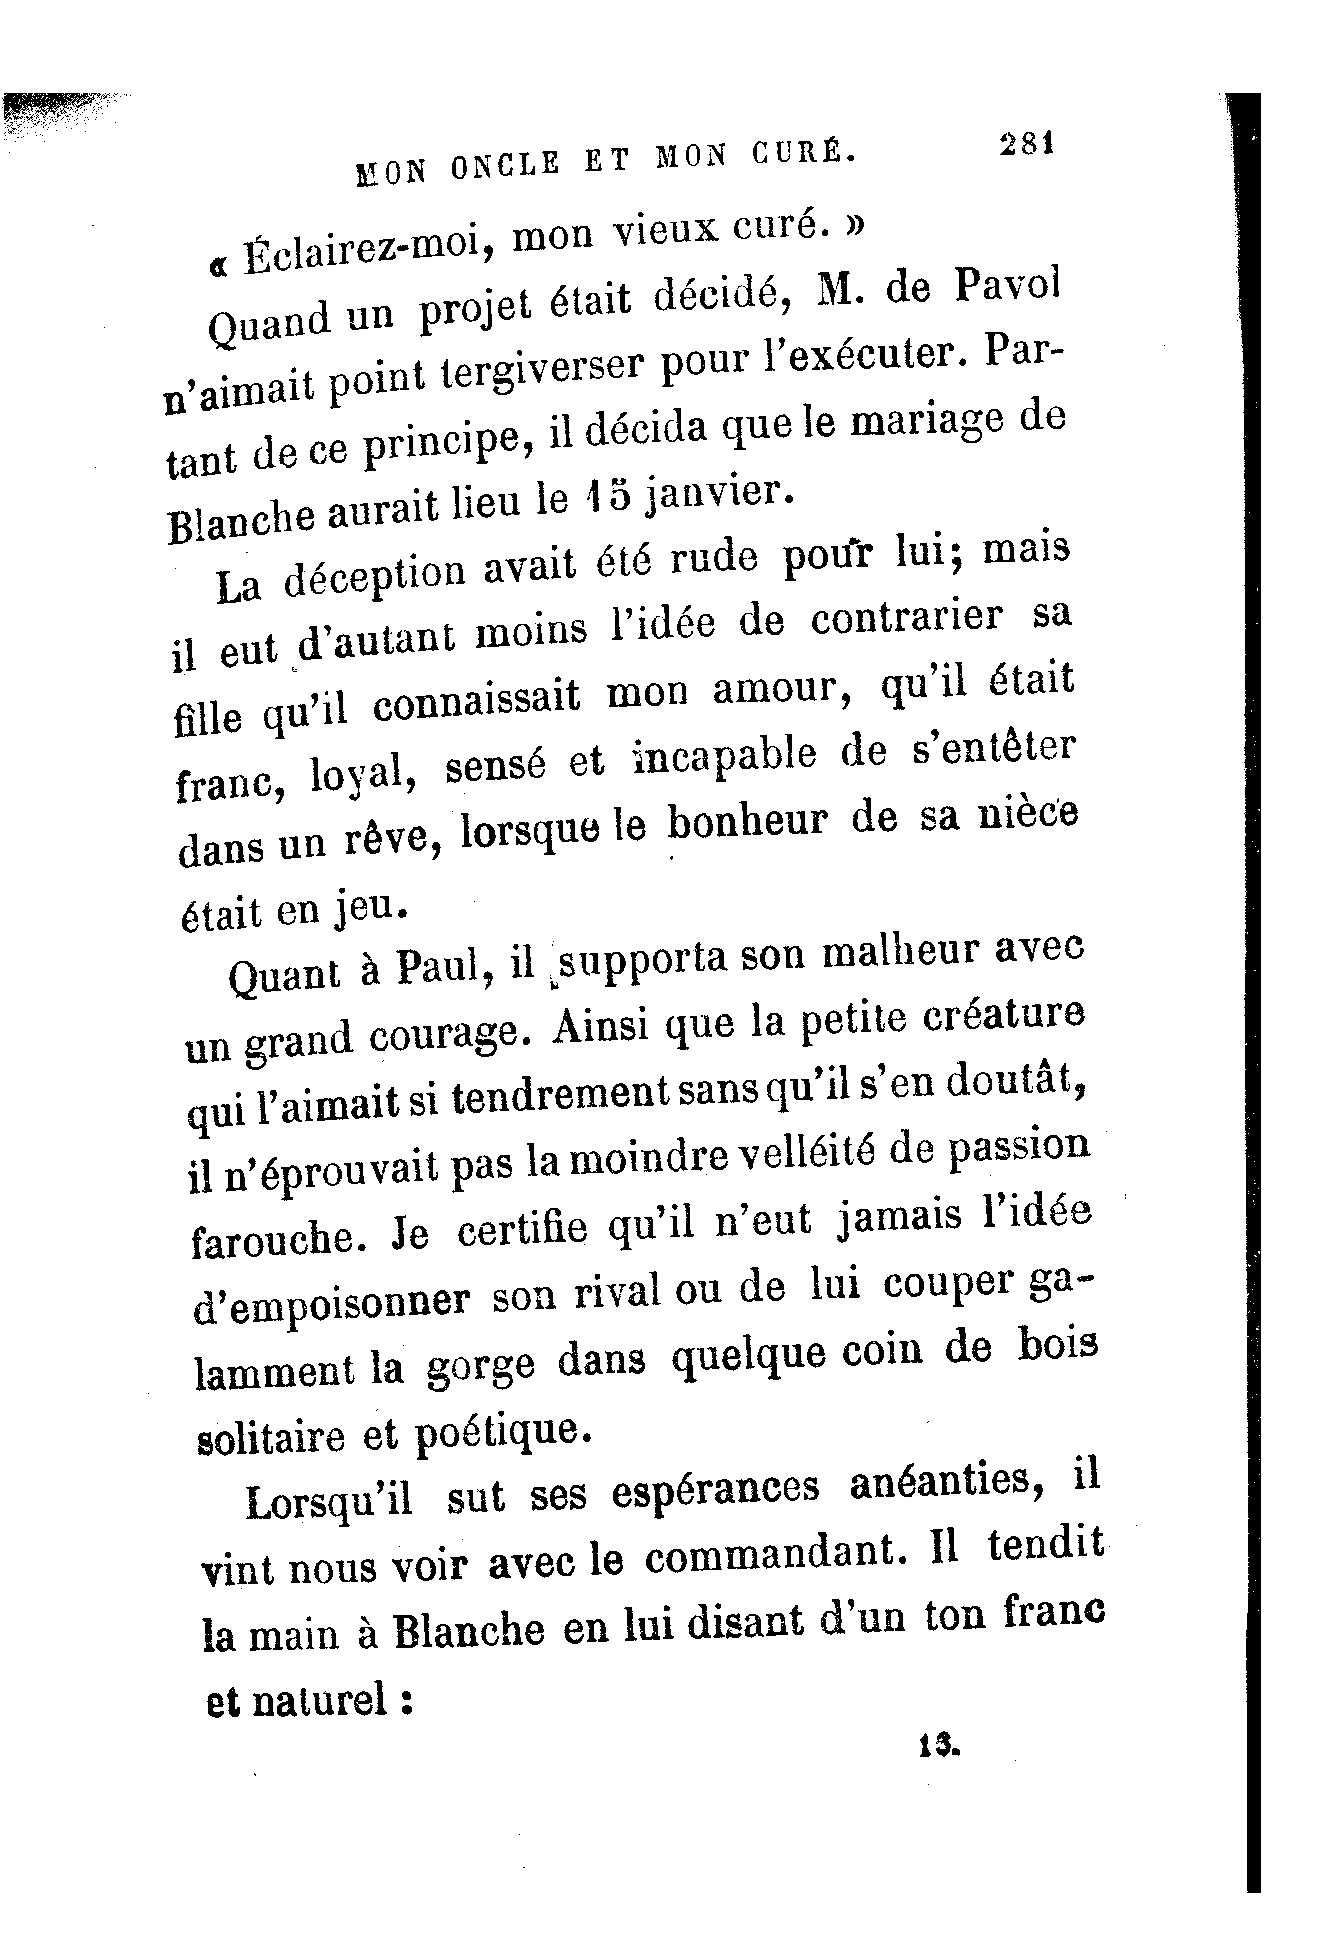 MON ONCLE ET MON CURÉ. 281
« Éclairez-moi, mon vieux curé. »
Quand un projet était décidé, M. de Pavol
n'aimait point tergiverser pour l'exécuter. Par-
tant de ce principe, il décida que le mariage de
Blanche aurait lieu le 15 janvier.
La déception avait été rude pour lui; mais
il eut d'autant moins l'idée de contrarier sa
fille qu'il connaissait mon amour, qu'il était
franc, loyal, sensé et incapable de s'entêter
dans un rêve, lorsque le bonheur de sa nièce
était en jeu.
Quant à Paul, il supporta son malheur avec
un grand courage. Ainsi que la petite créature
qui l'aimait si tendrement sans qu'il s'en doutât,
il n'éprouvait pas la moindre velléité de passion
farouche. Je certifie qu'il n'eut jamais l'idée
d'empoisonner son rival ou de lui couper ga-
lamment la gorge dans quelque coin de bois
solitaire et poétique.
Lorsqu'il sut ses espérances anéanties, il
vint nous voir avec le commandant. Il tendit
la main à Blanche en lui disant d'un ton franc
et naturel :
13.